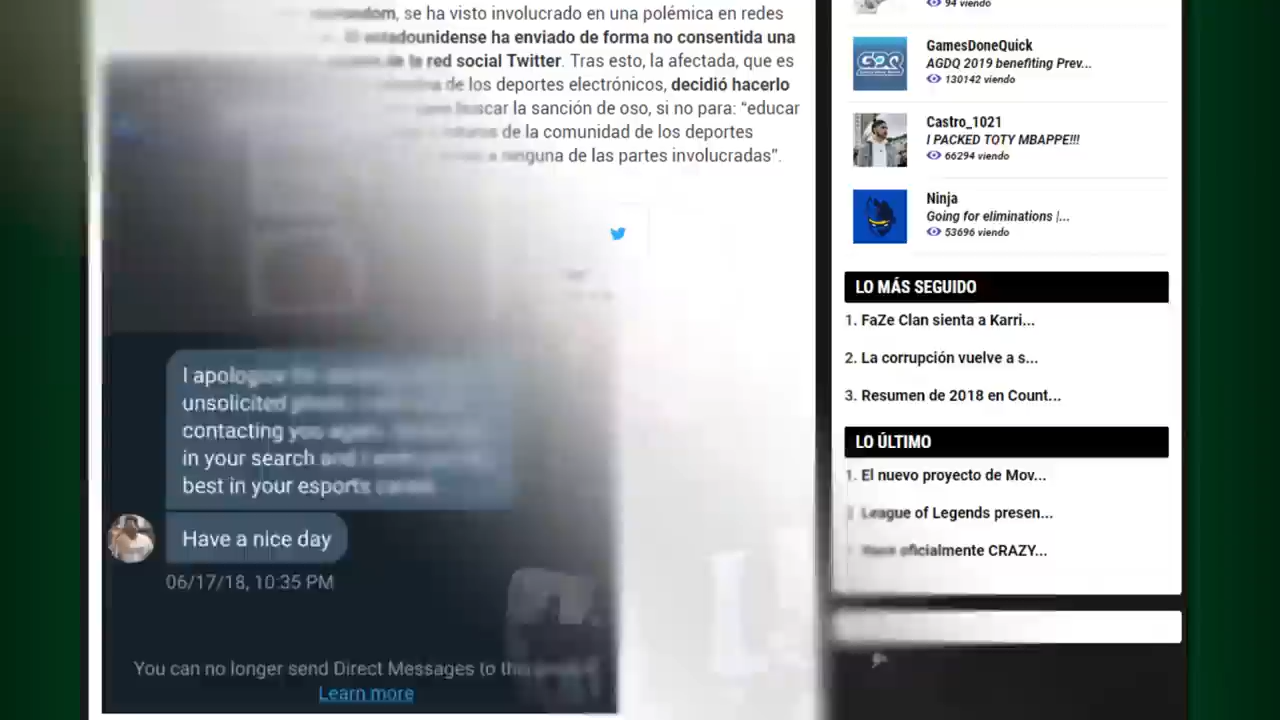 , se ha visto involucrado en una polémica en redes
estadounidense ha enviado de forma no consentida una
de la red social Twitter. Tras esto, la afectada, que es
de los deportes electrónicos, decidió hacerlo
buscar la sanción de oso, si no para: “educar
de la comunidad de los deportes
a ninguna de las partes involucradas”.
I apologize
unsolicited
contacting you again
in your search and I
best in your esports
Have a nice day
06/17/18, 10:35 PM
You can no longer send Direct Messages to this
Learn more
94 viendo
GamesDoneQuick
AGDQ 2019 benefiting Prev...
130142 viendo
Castro_1021
I PACKED TOTY MBAPPE!!!
66294 viendo
Ninja
Going for eliminations |...
53696 viendo
LO MÁS SEGUIDO
1. FaZe Clan sienta a Karri...
2. La corrupción vuelve a s...
3. Resumen de 2018 en Count...
LO ÚLTIMO
1. El nuevo proyecto de Mov...
League of Legends presen...
oficialmente CRAZY...